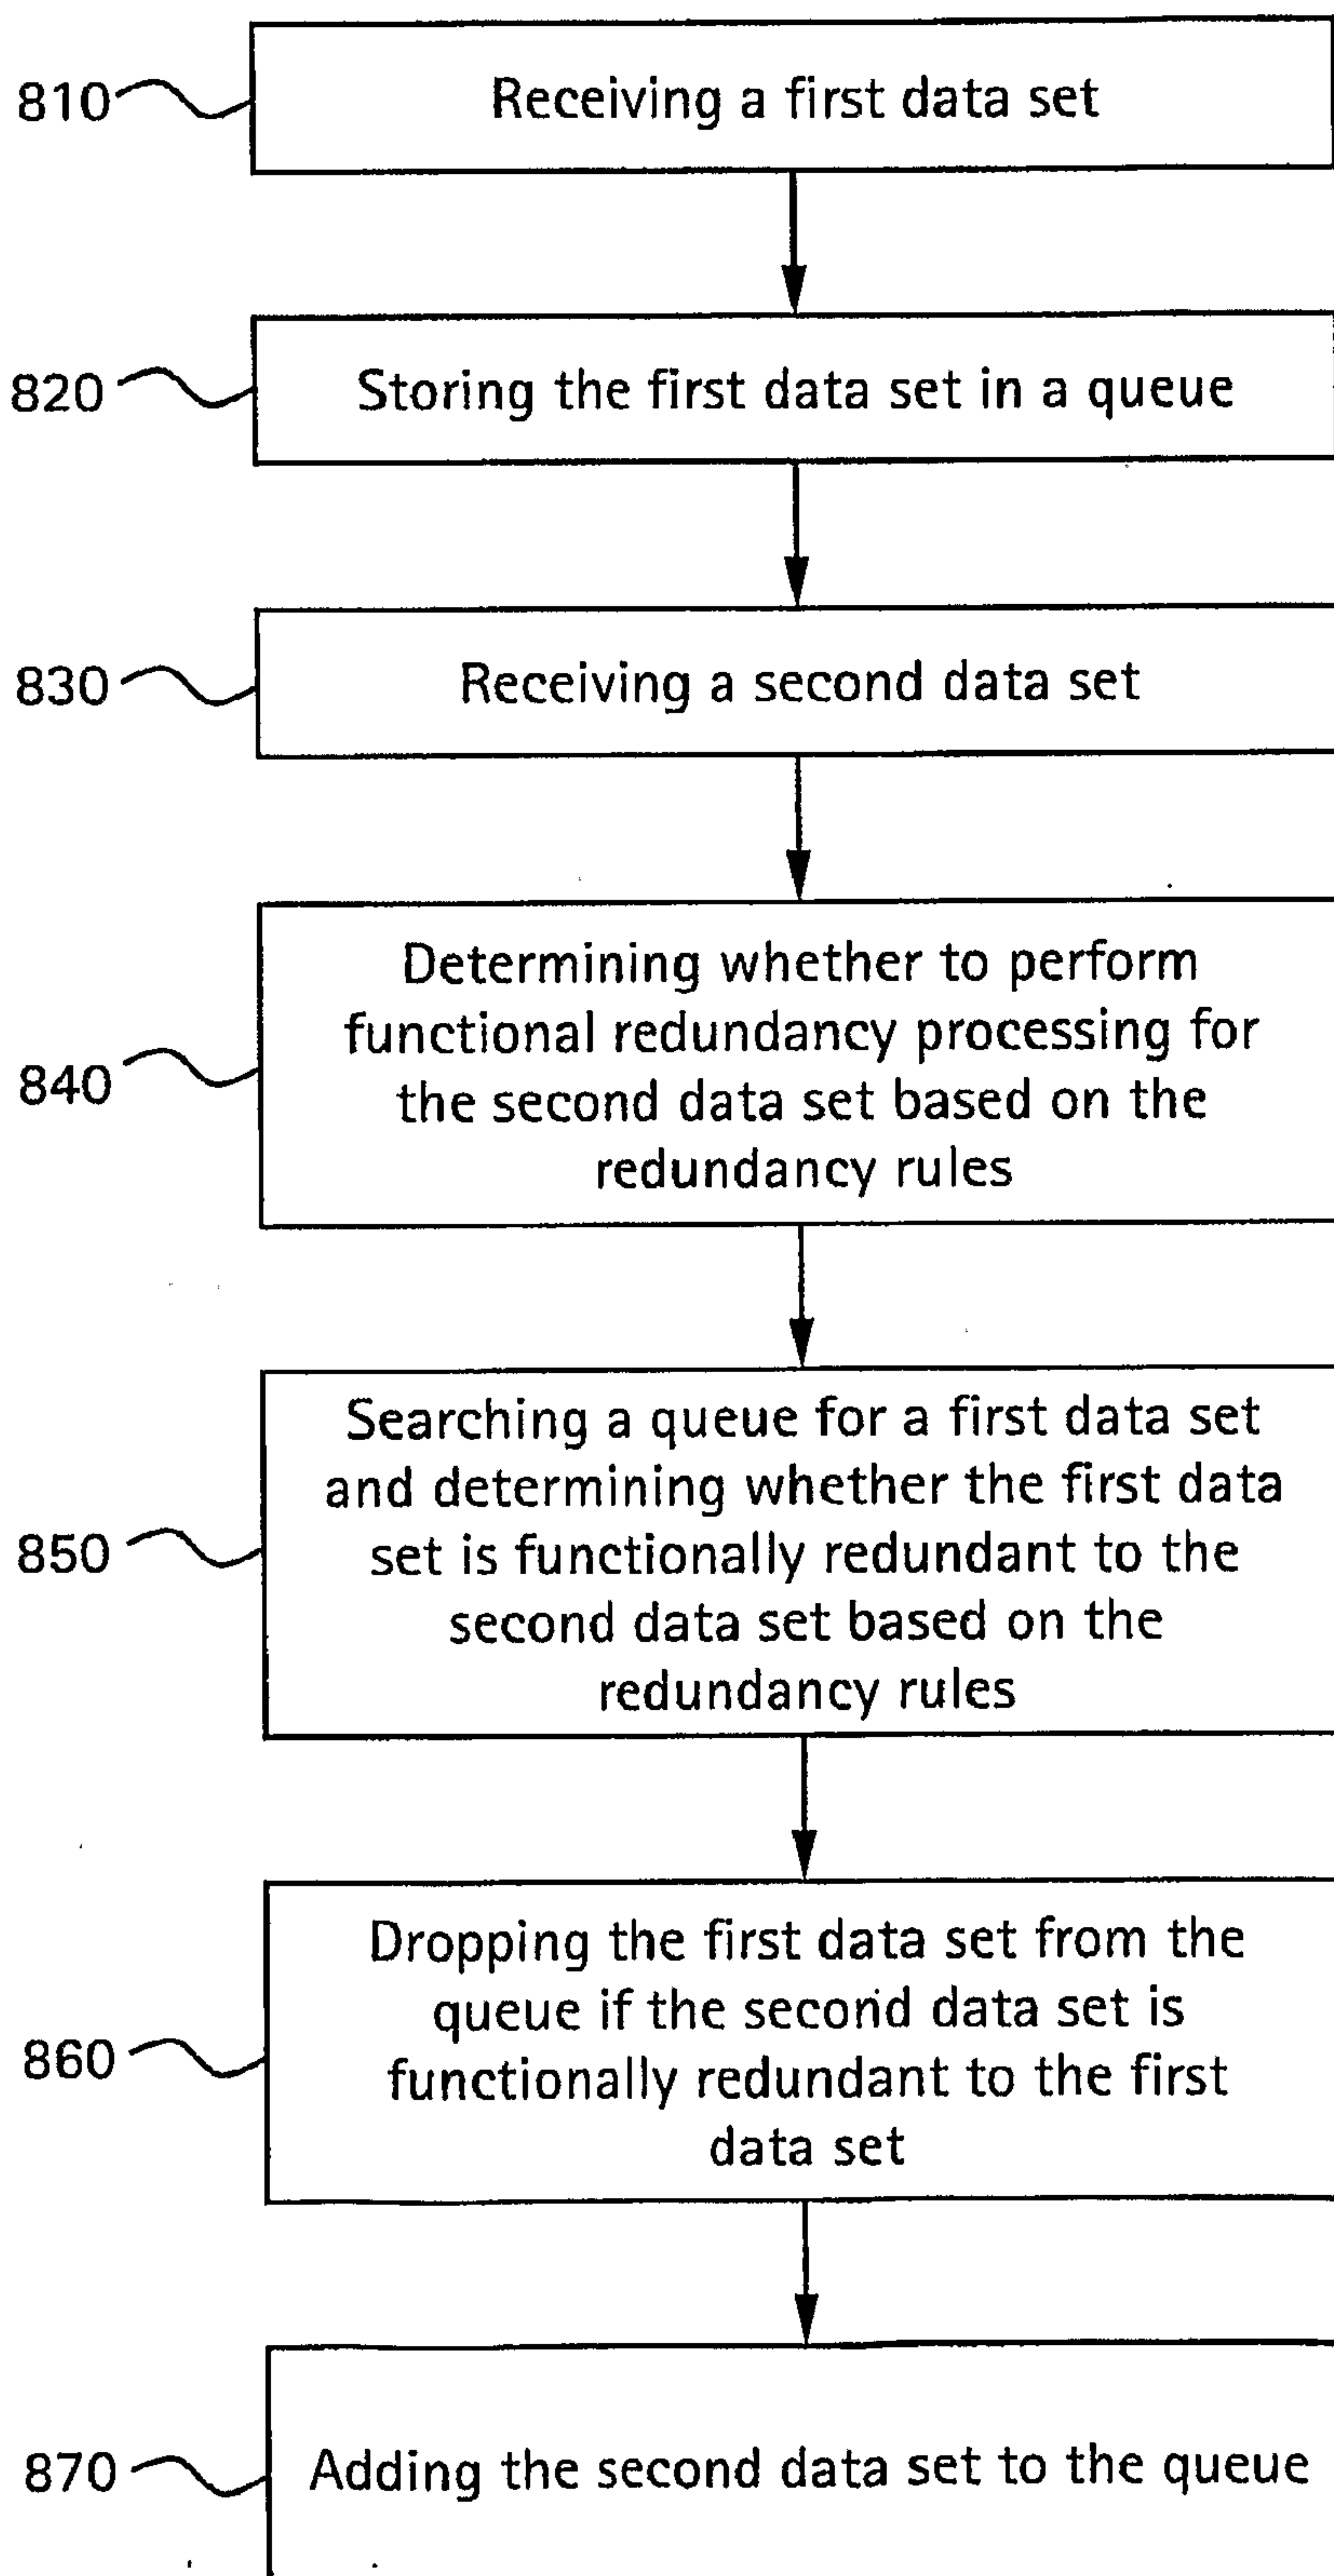 810
Receiving a first data set
820
Storing the first data set in a queue
830
Receiving a second data set
840
Determining whether to perform
functional redundancy processing for
the second data set based on the
redundancy rules
850
Searching a queue for a first data set
and determining whether the first data
set is functionally redundant to the
second data set based on the
redundancy rules
860
Dropping the first data set from the
queue if the second data set is
functionally redundant to the first
data set
870
Adding the second data set to the queue